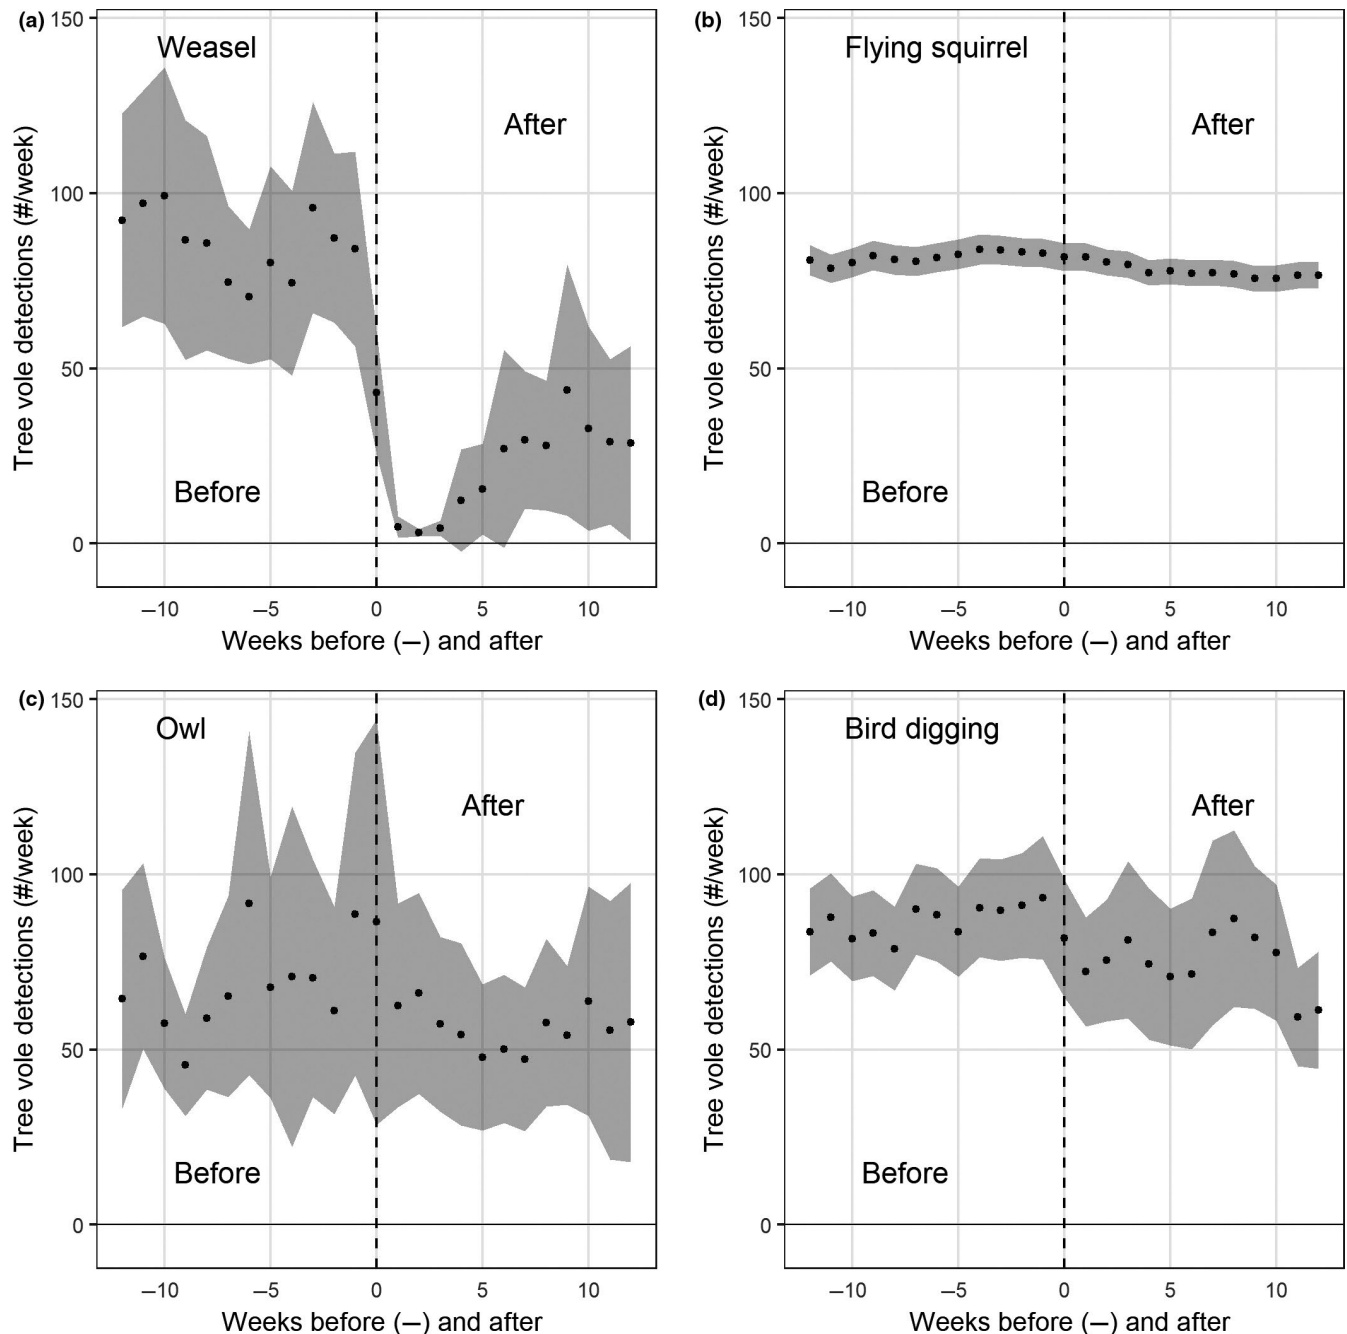 (a)
150
Weasel
After
100
50
Before
0
Tree vole detections (#/week)
−10 −5 0 5 10
Weeks before (—) and after
(b)
150
Flying squirrel
After
100
50
Before
0
Tree vole detections (#/week)
−10 −5 0 5 10
Weeks before (—) and after
(c)
150
Owl
After
100
50
Before
0
Tree vole detections (#/week)
−10 −5 0 5 10
Weeks before (—) and after
(d)
150
Bird digging
After
100
50
Before
0
Tree vole detections (#/week)
−10 −5 0 5 10
Weeks before (—) and after